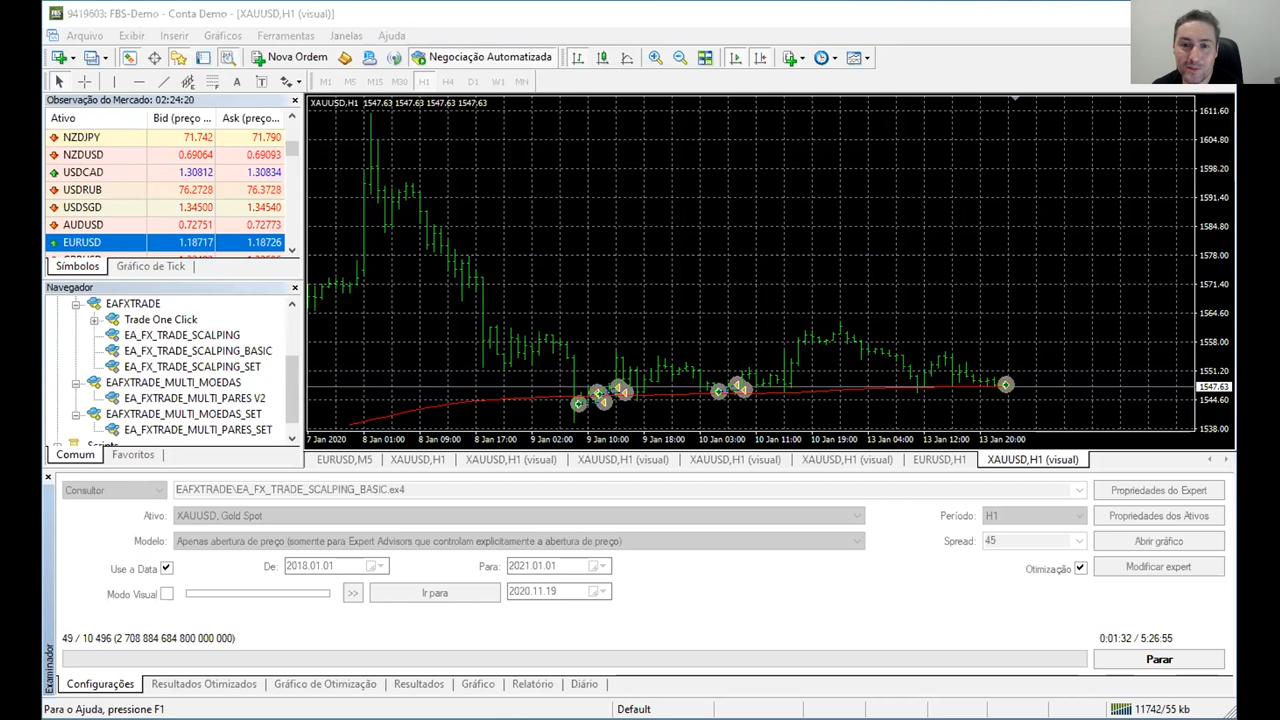 9419603: FBS-Demo - Conta Demo - [XAUUSD,H1 (visual)]
Arquivo Exibir Inserir Gráficos Ferramentas Janelas Ajuda
Nova Ordem Negociação Automatizada
M1 M5 M15 M30 H1 H4 D1 W1 MN
Observação do Mercado: 02:24:20
Ativo Bid (preço ... Ask (preço...
NZDJPY 71.742 71.790
NZDUSD 0.69064 0.69093
USDCAD 1.30812 1.30834
USDRUB 76.2728 76.3728
USDSGD 1.34500 1.34540
AUDUSD 0.72751 0.72773
EURUSD 1.18717 1.18726
Símbolos Gráfico de Tick
Navegador
EAFXTRADE
Trade One Click
EA_FX_TRADE_SCALPING
EA_FX_TRADE_SCALPING_BASIC
EA_FX_TRADE_SCALPING_SET
EAFXTRADE_MULTI_MOEDAS
EA_FX_TRADE_MULTI_PARES V2
EAFXTRADE_MULTI_MOEDAS_SET
EA_FX_TRADE_MULTI_PARES_SET
Scripts
Comum Favoritos
XAUUSD,H1 1547.63 1547.63 1547.63 1547.63
1611.60
1604.80
1598.20
1591.40
1584.80
1578.00
1571.40
1564.60
1558.00
1551.20
1547.63
1544.60
1538.00
7 Jan 2020 8 Jan 01:00 8 Jan 09:00 8 Jan 17:00 9 Jan 02:00 9 Jan 10:00 9 Jan 18:00 10 Jan 03:00 10 Jan 11:00 10 Jan 19:00 13 Jan 04:00 13 Jan 12:00 13 Jan 20:00
EURUSD,M5 XAUUSD,H1 XAUUSD,H1 (visual) XAUUSD,H1 (visual) XAUUSD,H1 (visual) XAUUSD,H1 (visual) EURUSD,H1 XAUUSD,H1 (visual)
Consultor EAFXTRADE\EA_FX_TRADE_SCALPING_BASIC.ex4 Propriedades do Expert
Ativo: XAUUSD, Gold Spot Período: H1 Propriedades dos Ativos
Modelo: Apenas abertura de preço (somente para Expert Advisors que controlam explicitamente a abertura de preço) Spread: 45 Abrir gráfico
Use a Data De: 2018.01.01 Para: 2021.01.01 Otimização Modificar expert
Modo Visual >> Ir para 2020.11.19
49 / 10 496 (2 708 884 684 800 000 000) 0:01:32 / 5:26:55
Parar
Configurações Resultados Otimizados Gráfico de Otimização Resultados Gráfico Relatório Diário
Examinador
Para o Ajuda, pressione F1 Default 11742/55 kb